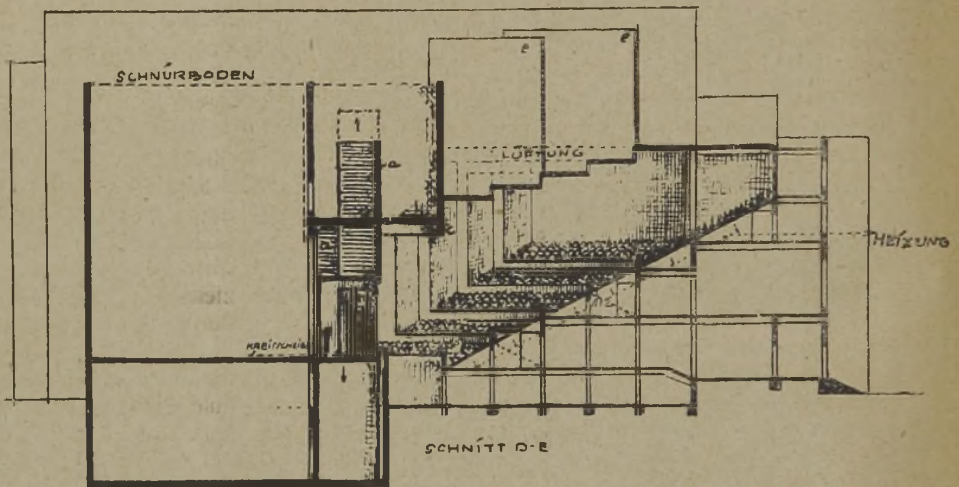 SCHNÜRBODEN
e
e
LÜFTUNG
a
HEIZUNG
SCHNITT D-E